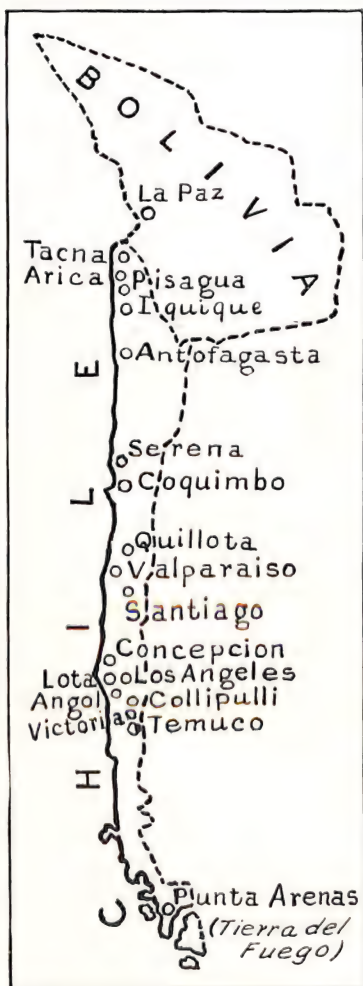 BOLIVIA
La Paz
Tacna
Arica Pisagua
Iquique
Antofagasta
Serena
Coquimbo
Quillota
Valparaiso
Santiago
Concepcion
Lota Los Angeles
Angol Collipulli
Victoria Temuco
CHILE
Punta Arenas
(Tierra del
Fuego)